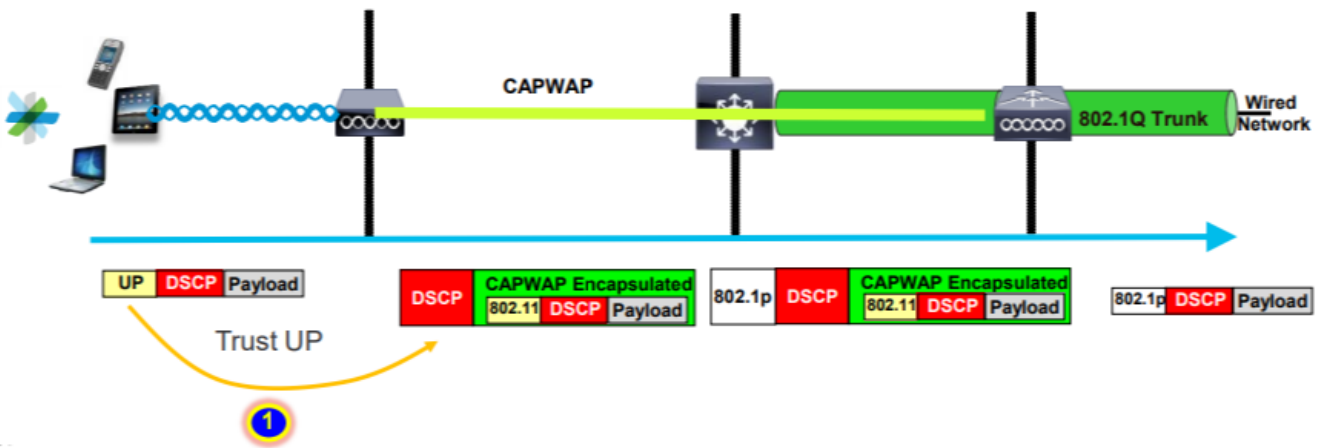 CAPWAP
802.1Q Trunk
Wired
Network
UP DSCP Payload
DSCP
CAPWAP Encapsulated
802.11 DSCP Payload
802.1p DSCP
CAPWAP Encapsulated
802.11 DSCP Payload
802.1p DSCP Payload
Trust UP
1